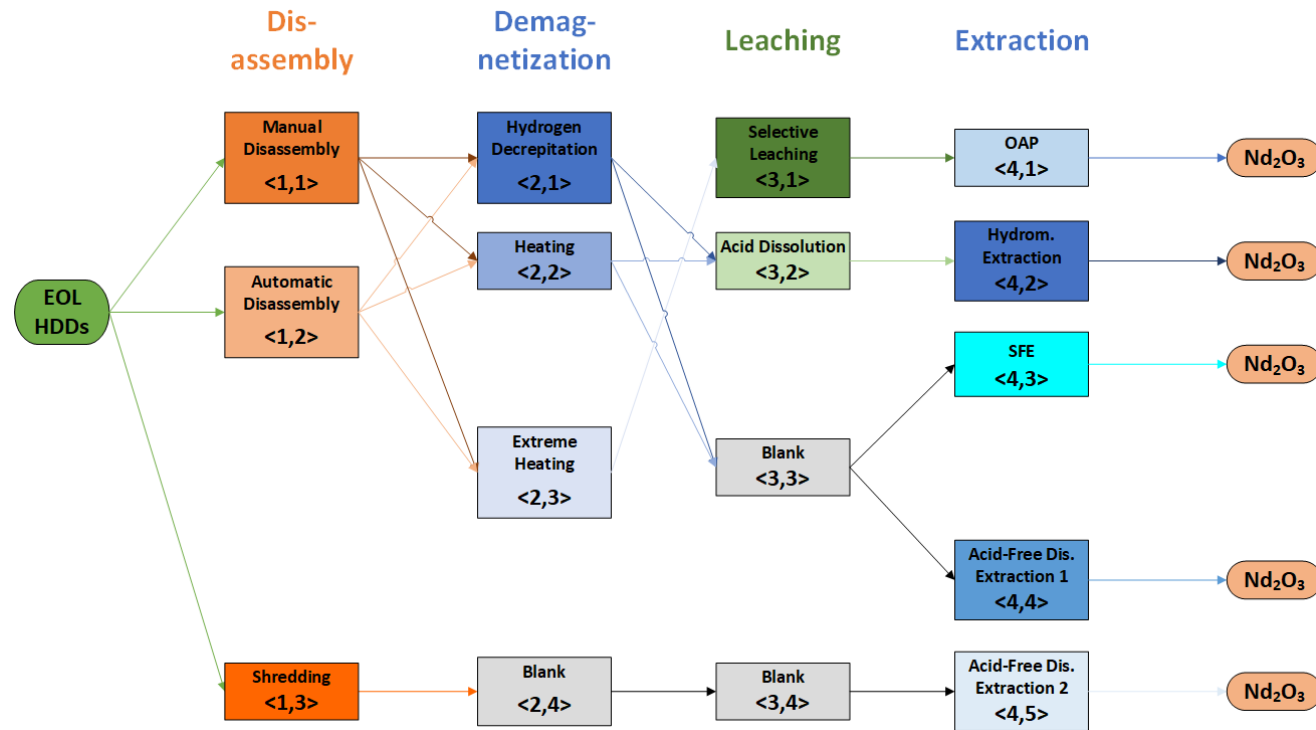 Dis-
assembly
Demag-
netization
Leaching
Extraction
EOL
HDDs
Manual
Disassembly
<1,1>
Automatic
Disassembly
<1,2>
Shredding
<1,3>
Hydrogen
Decrepitation
<2,1>
Heating
<2,2>
Extreme
Heating
<2,3>
Blank
<2,4>
Selective
Leaching
<3,1>
Acid Dissolution
<3,2>
Blank
<3,3>
Blank
<3,4>
OAP
<4,1>
Hydrom.
Extraction
<4,2>
SFE
<4,3>
Acid-Free Dis.
Extraction 1
<4,4>
Acid-Free Dis.
Extraction 2
<4,5>
Nd₂O₃
Nd₂O₃
Nd₂O₃
Nd₂O₃
Nd₂O₃